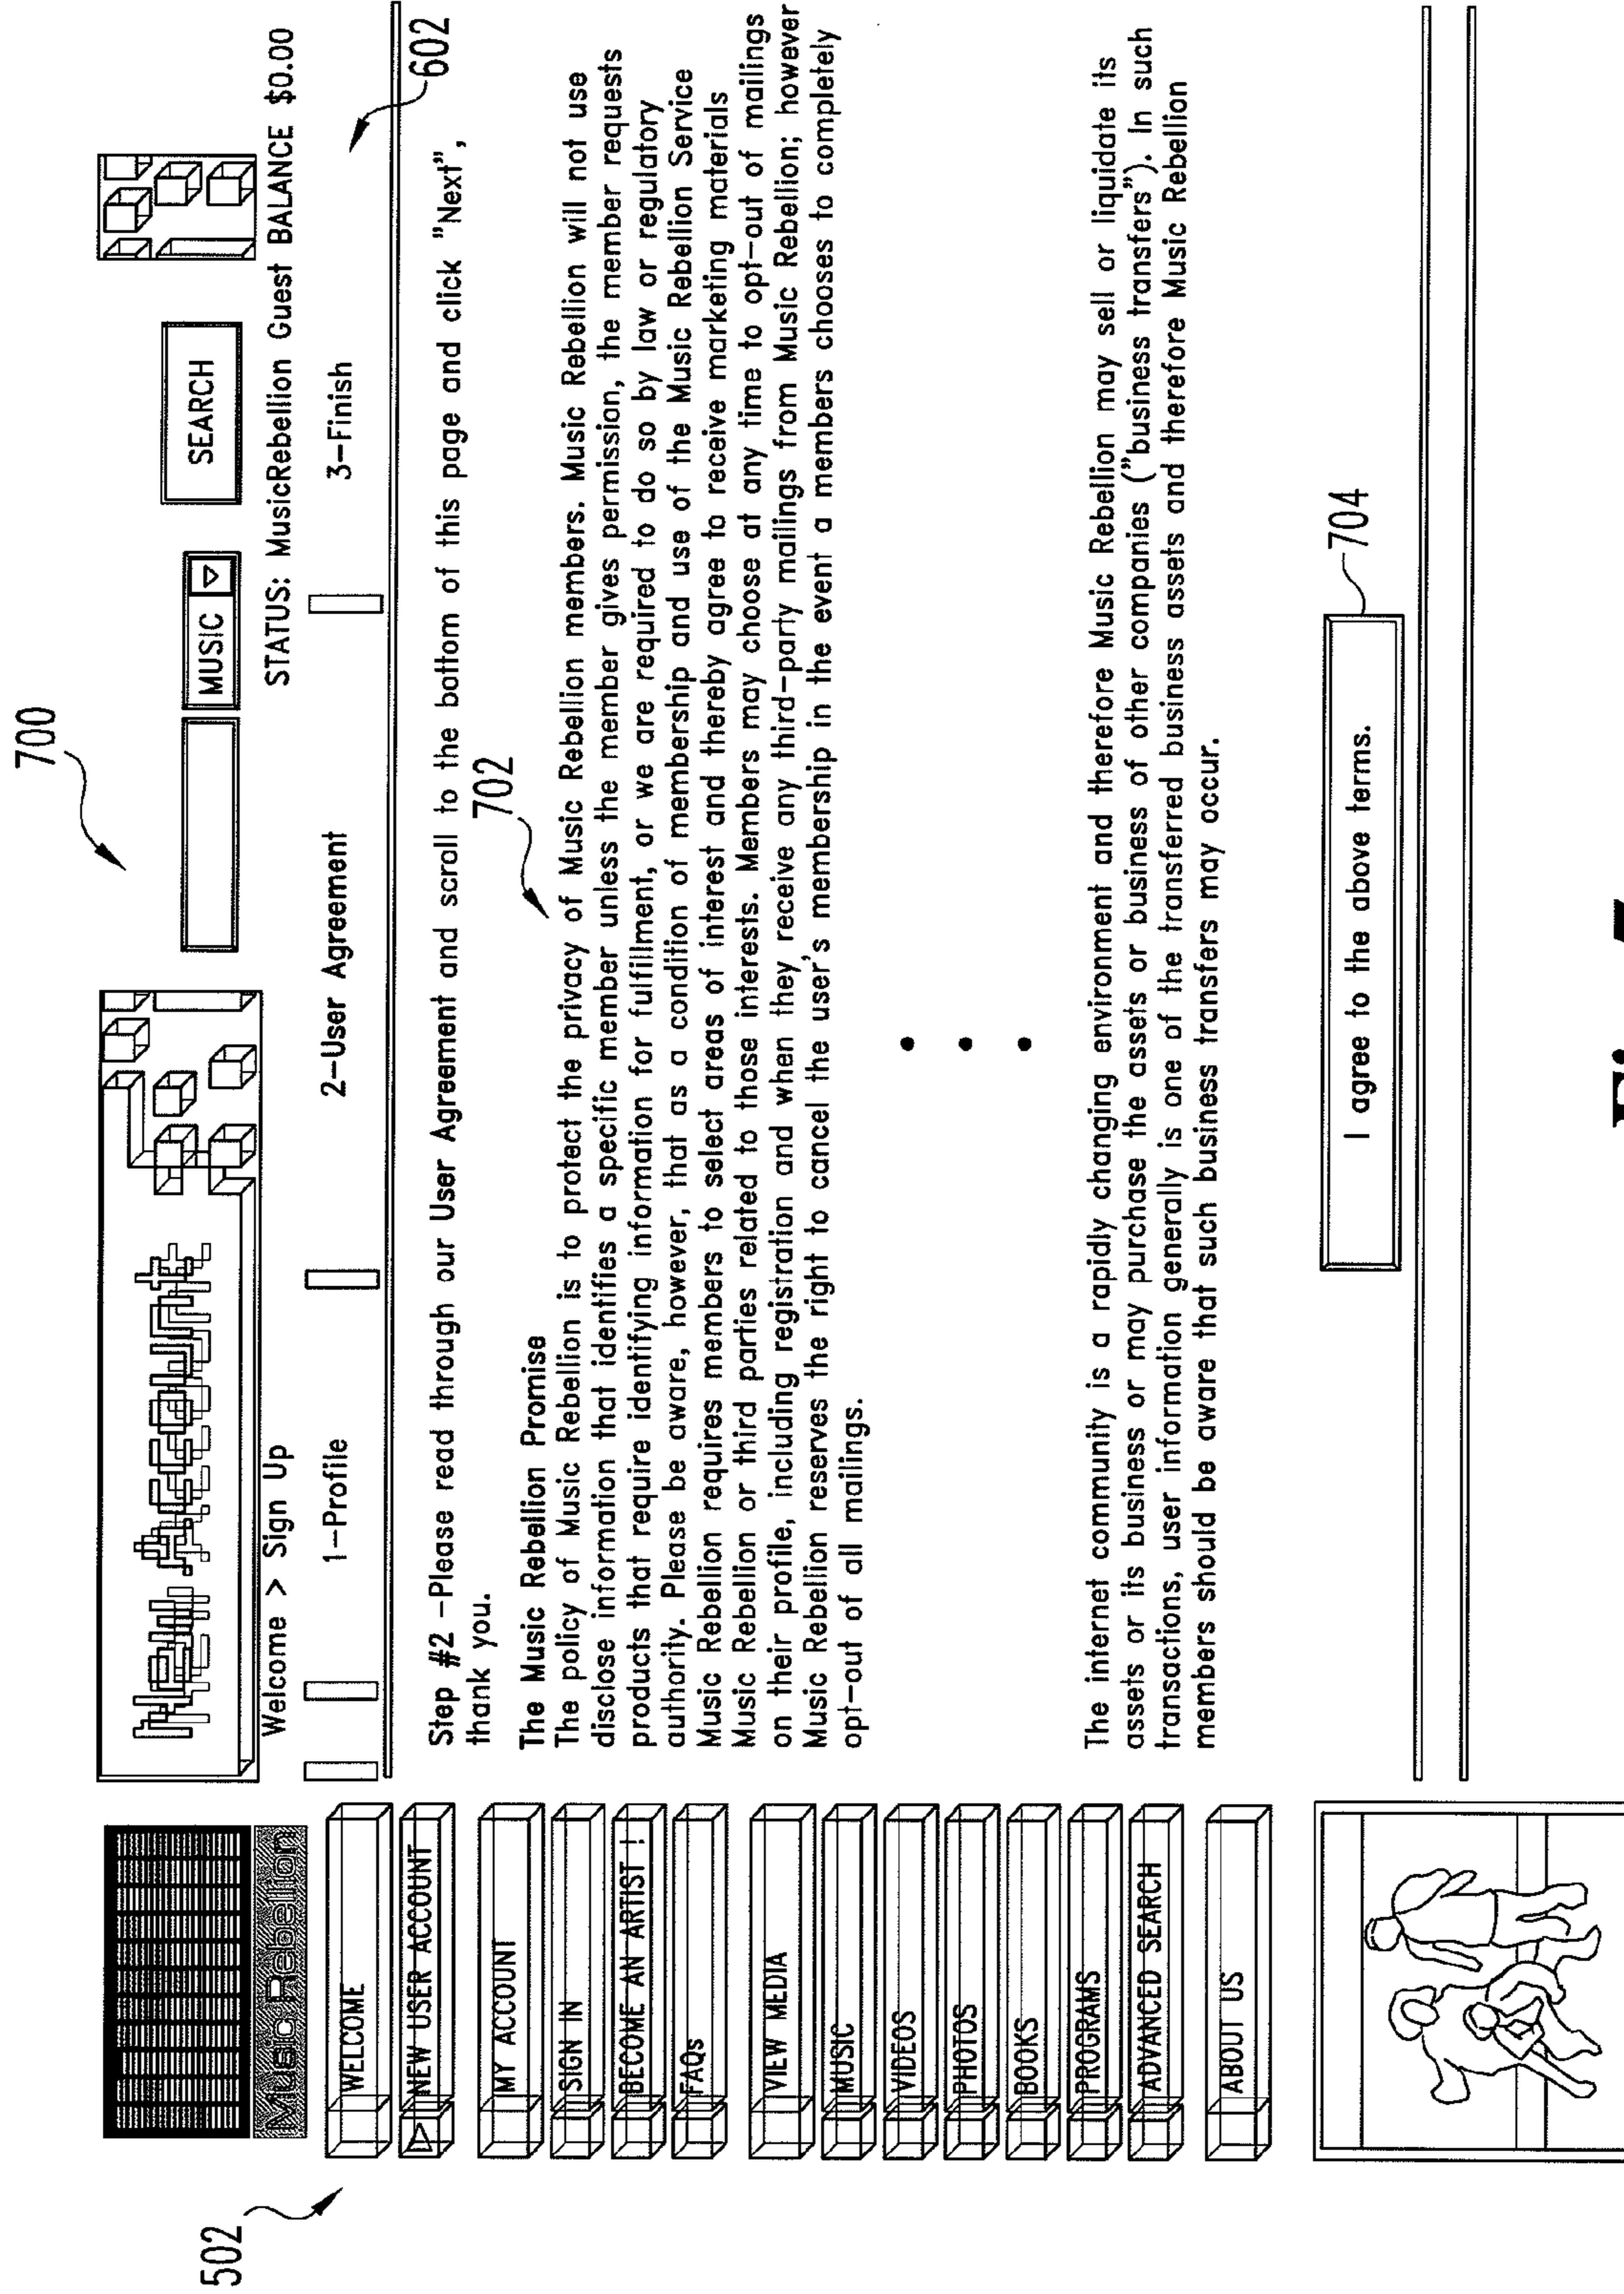 700
Music Rebellion
SEARCH
MUSIC
STATUS: MusicRebellion Guest BALANCE $0.00
Welcome > Sign Up
1-Profile
2-User Agreement
3-Finish
602
502
WELCOME
NEW USER ACCOUNT
MY ACCOUNT
SIGN IN
BECOME AN ARTIST !
FAQs
VIEW MEDIA
MUSIC
VIDEOS
PHOTOS
BOOKS
PROGRAMS
ADVANCED SEARCH
ABOUT US
Step #2 -Please read through our User Agreement and scroll to the bottom of this page and click "Next",
thank you.
702
The Music Rebellion Promise
The policy of Music Rebellion is to protect the privacy of Music Rebellion members. Music Rebellion will not use
disclose information that identifies a specific member unless the member gives permission, the member requests
products that require identifying information for fulfillment, or we are required to do so by law or regulatory
authority. Please be aware, however, that as a condition of membership and use of the Music Rebellion Service
Music Rebellion requires members to select areas of interest and thereby agree to receive marketing materials
Music Rebellion or third parties related to those interests. Members may choose at any time to opt-out of mailings
on their profile, including registration and when they receive any third-party mailings from Music Rebellion; however
Music Rebellion reserves the right to cancel the user's membership in the event a members chooses to completely
opt-out of all mailings.
The internet community is a rapidly changing environment and therefore Music Rebellion may sell or liquidate its
assets or its business or may purchase the assets or business of other companies ("business transfers"). In such
transactions, user information generally is one of the transferred business assets and therefore Music Rebellion
members should be aware that such business transfers may occur.
704
I agree to the above terms.